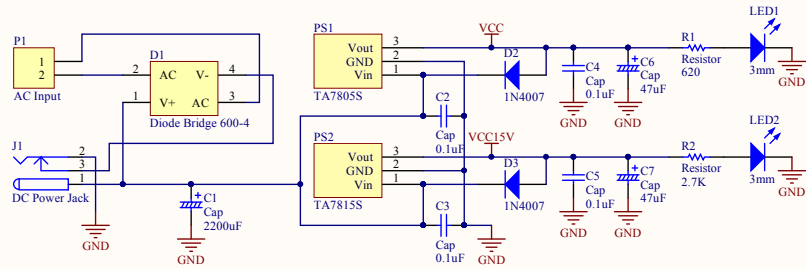 P1
1
2
AC Input
D1
2
AC
V-
4
1
V+
AC
3
Diode Bridge 600-4
J1
2
3
1
DC Power Jack
GND
C1
Cap
2200uF
GND
PS1
Vout
GND
Vin
3
2
1
TA7805S
C2
Cap
0.1uF
VCC
D2
1N4007
C4
Cap
0.1uF
GND
C6
Cap
47uF
GND
R1
Resistor
620
LED1
3mm
GND
PS2
Vout
GND
Vin
3
2
1
TA7815S
C3
Cap
0.1uF
GND
VCC15V
D3
1N4007
C5
Cap
0.1uF
GND
C7
Cap
47uF
GND
R2
Resistor
2.7K
LED2
3mm
GND